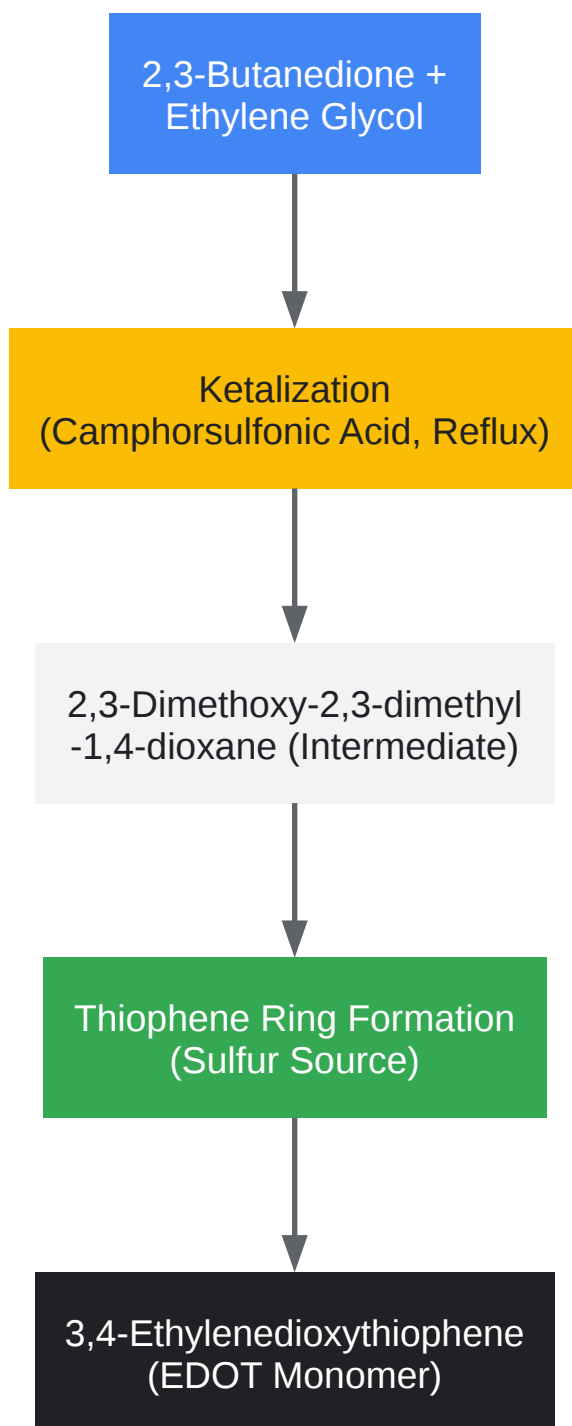 2,3-Butanedione +
Ethylene Glycol
Ketalization
(Camphorsulfonic Acid, Reflux)
2,3-Dimethoxy-2,3-dimethyl
-1,4-dioxane (Intermediate)
Thiophene Ring Formation
(Sulfur Source)
3,4-Ethylenedioxythiophene
(EDOT Monomer)